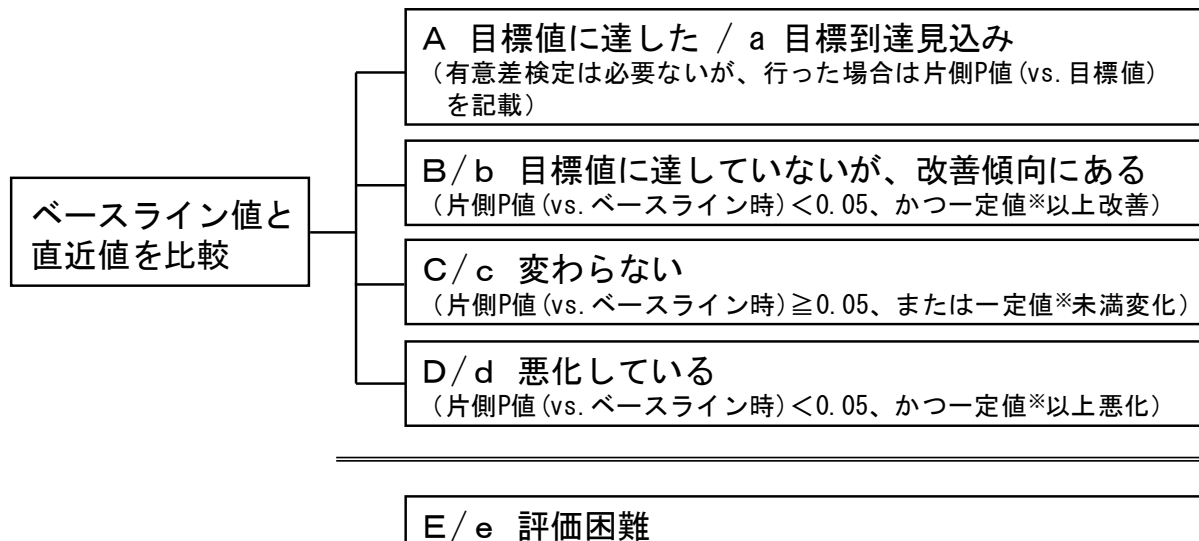 ベースライン値と
直近値を比較
A 目標値に達した / a 目標到達見込み
（有意差検定は必要ないが、行った場合は片側P値(vs.目標値)
を記載）
B/b 目標値に達していないが、改善傾向にある
（片側P値(vs.ベースライン時)<0.05、かつ一定値※以上改善）
C/c 変わらない
（片側P値(vs.ベースライン時)≧0.05、または一定値※未満変化）
D/d 悪化している
（片側P値(vs.ベースライン時)<0.05、かつ一定値※以上悪化）
E/e 評価困難